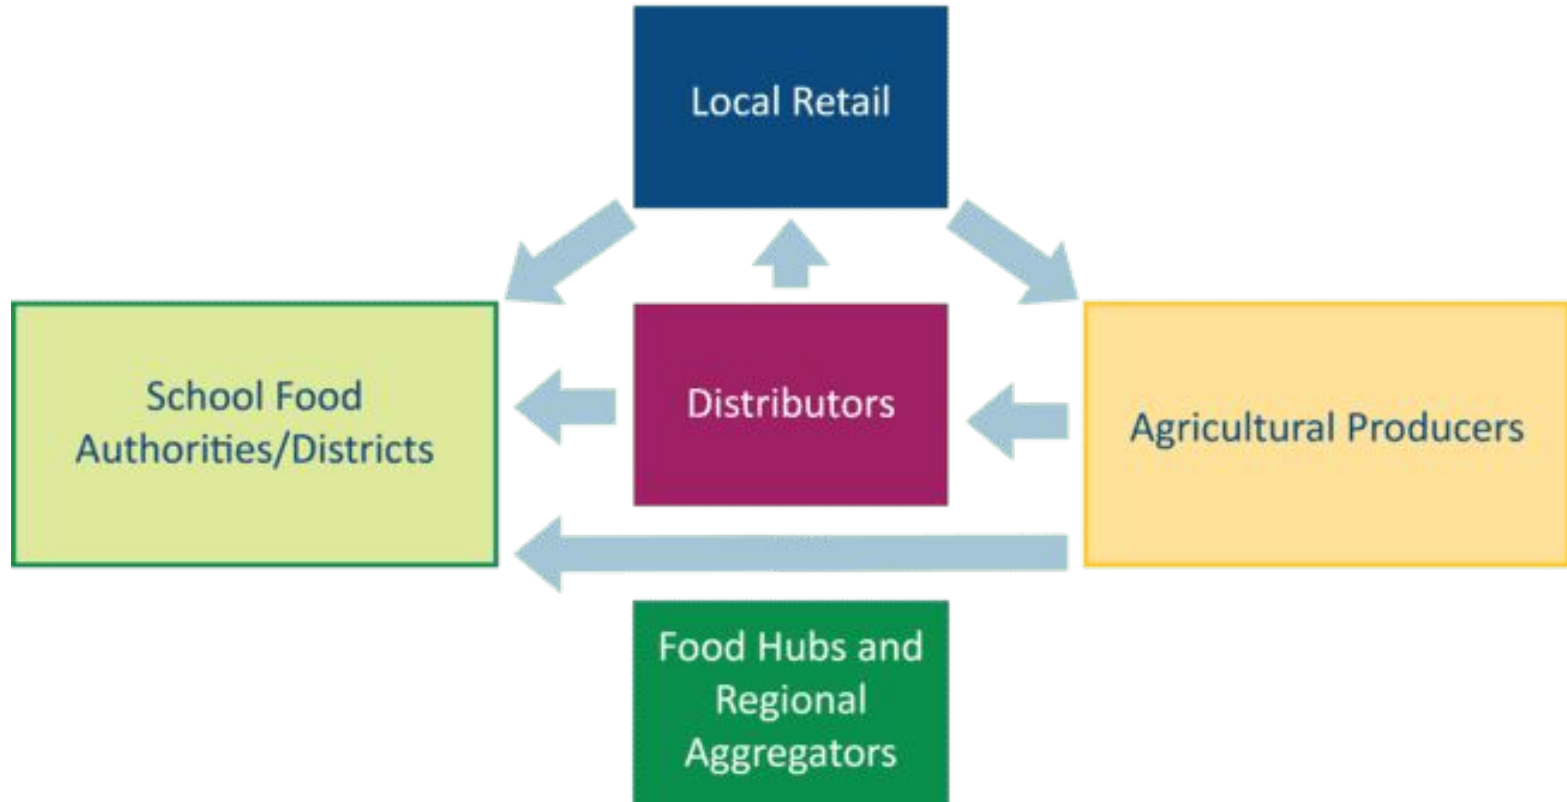 Local Retail
School Food
Authorities/Districts
Distributors
Agricultural Producers
Food Hubs and
Regional
Aggregators